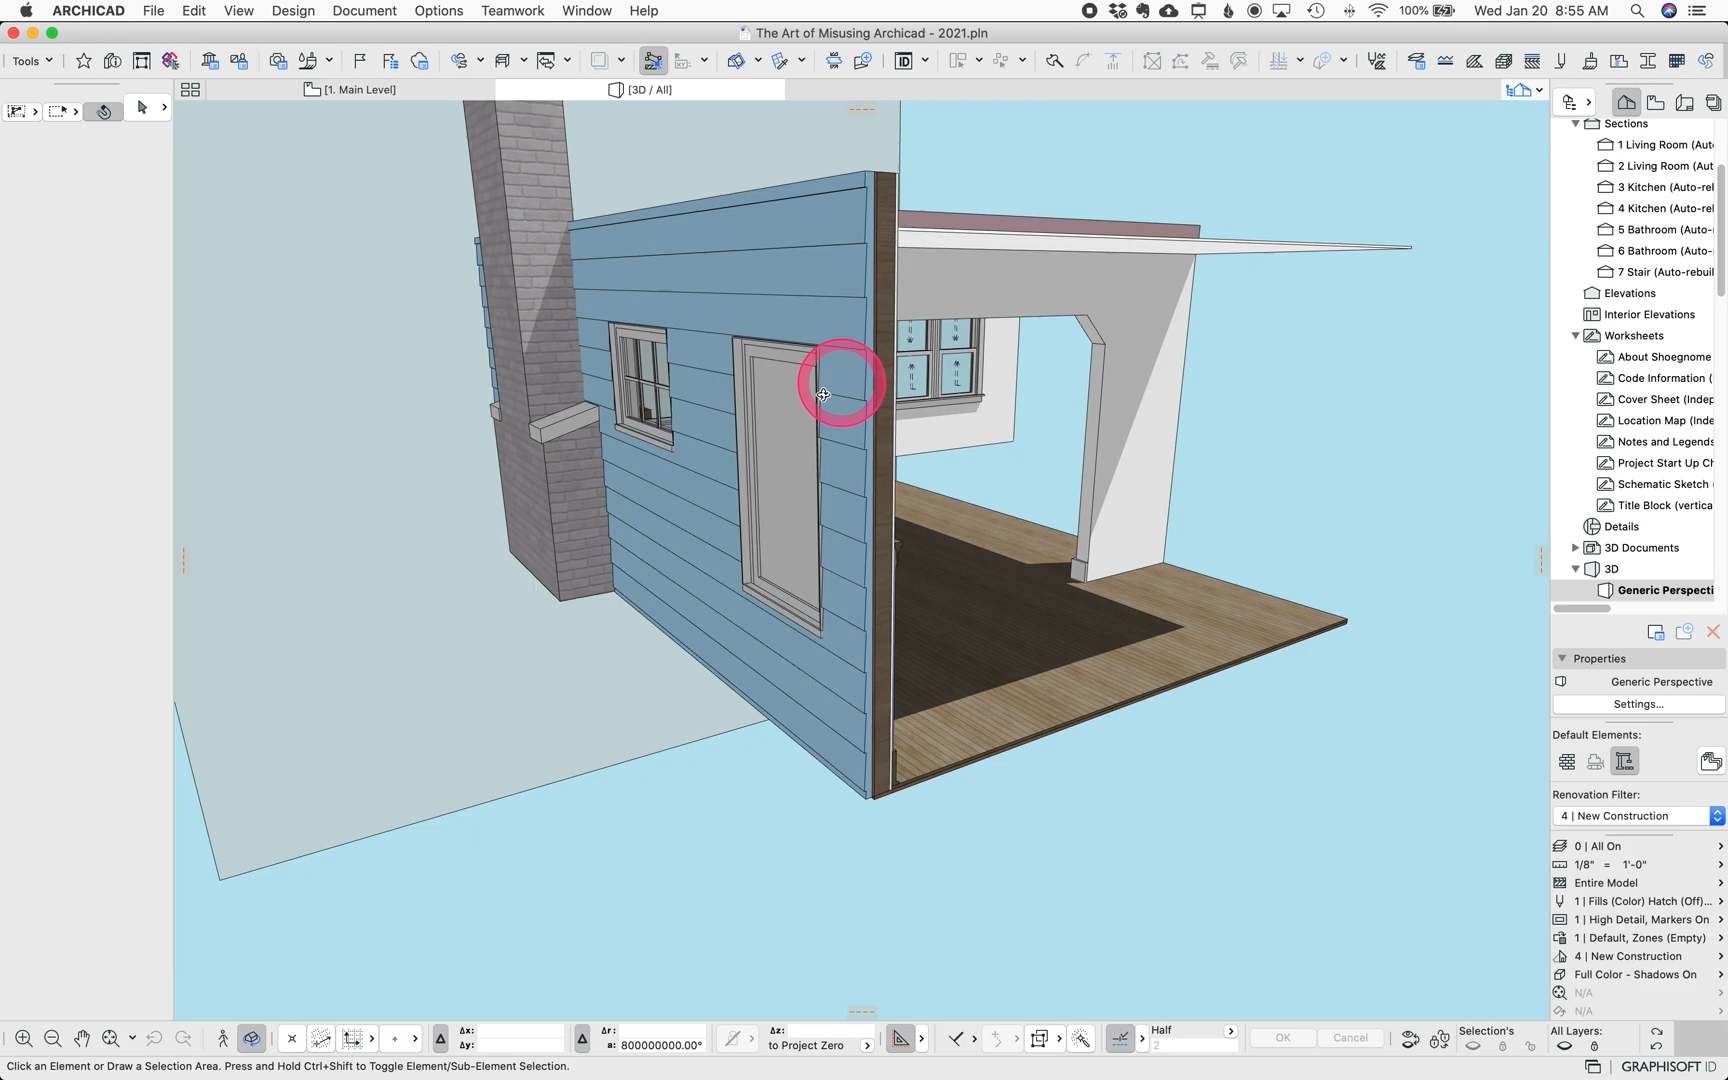 ARCHICAD File Edit View Design Document Options Teamwork Window Help 100% Wed Jan 20 8:55 AM
The Art of Misusing Archicad - 2021.pln
Tools
[1. Main Level] [3D / All]
Sections
1 Living Room (Aut
2 Living Room (Aut
3 Kitchen (Auto-rel
4 Kitchen (Auto-rel
5 Bathroom (Auto-
6 Bathroom (Auto-
7 Stair (Auto-rebuil
Elevations
Interior Elevations
Worksheets
About Shoegnome
Code Information (
Cover Sheet (Indep
Location Map (Inde
Notes and Legends
Project Start Up Ch
Schematic Sketch
Title Block (vertica
Details
3D Documents
3D
Generic Perspecti
Properties
Generic Perspective
Settings...
Default Elements:
Renovation Filter:
4 | New Construction
0 | All On
1/8" = 1'-0"
Entire Model
1 | Fills (Color) Hatch (Off)...
1 | High Detail, Markers On
1 | Default, Zones (Empty)
4 | New Construction
Full Color - Shadows On
N/A
N/A
Δx:
Δy:
Δr:
a: 800000000.00°
Δz:
to Project Zero
Half
2
OK Cancel
Selection's
All Layers:
Click an Element or Draw a Selection Area. Press and Hold Ctrl+Shift to Toggle Element/Sub-Element Selection.
GRAPHISOFT ID